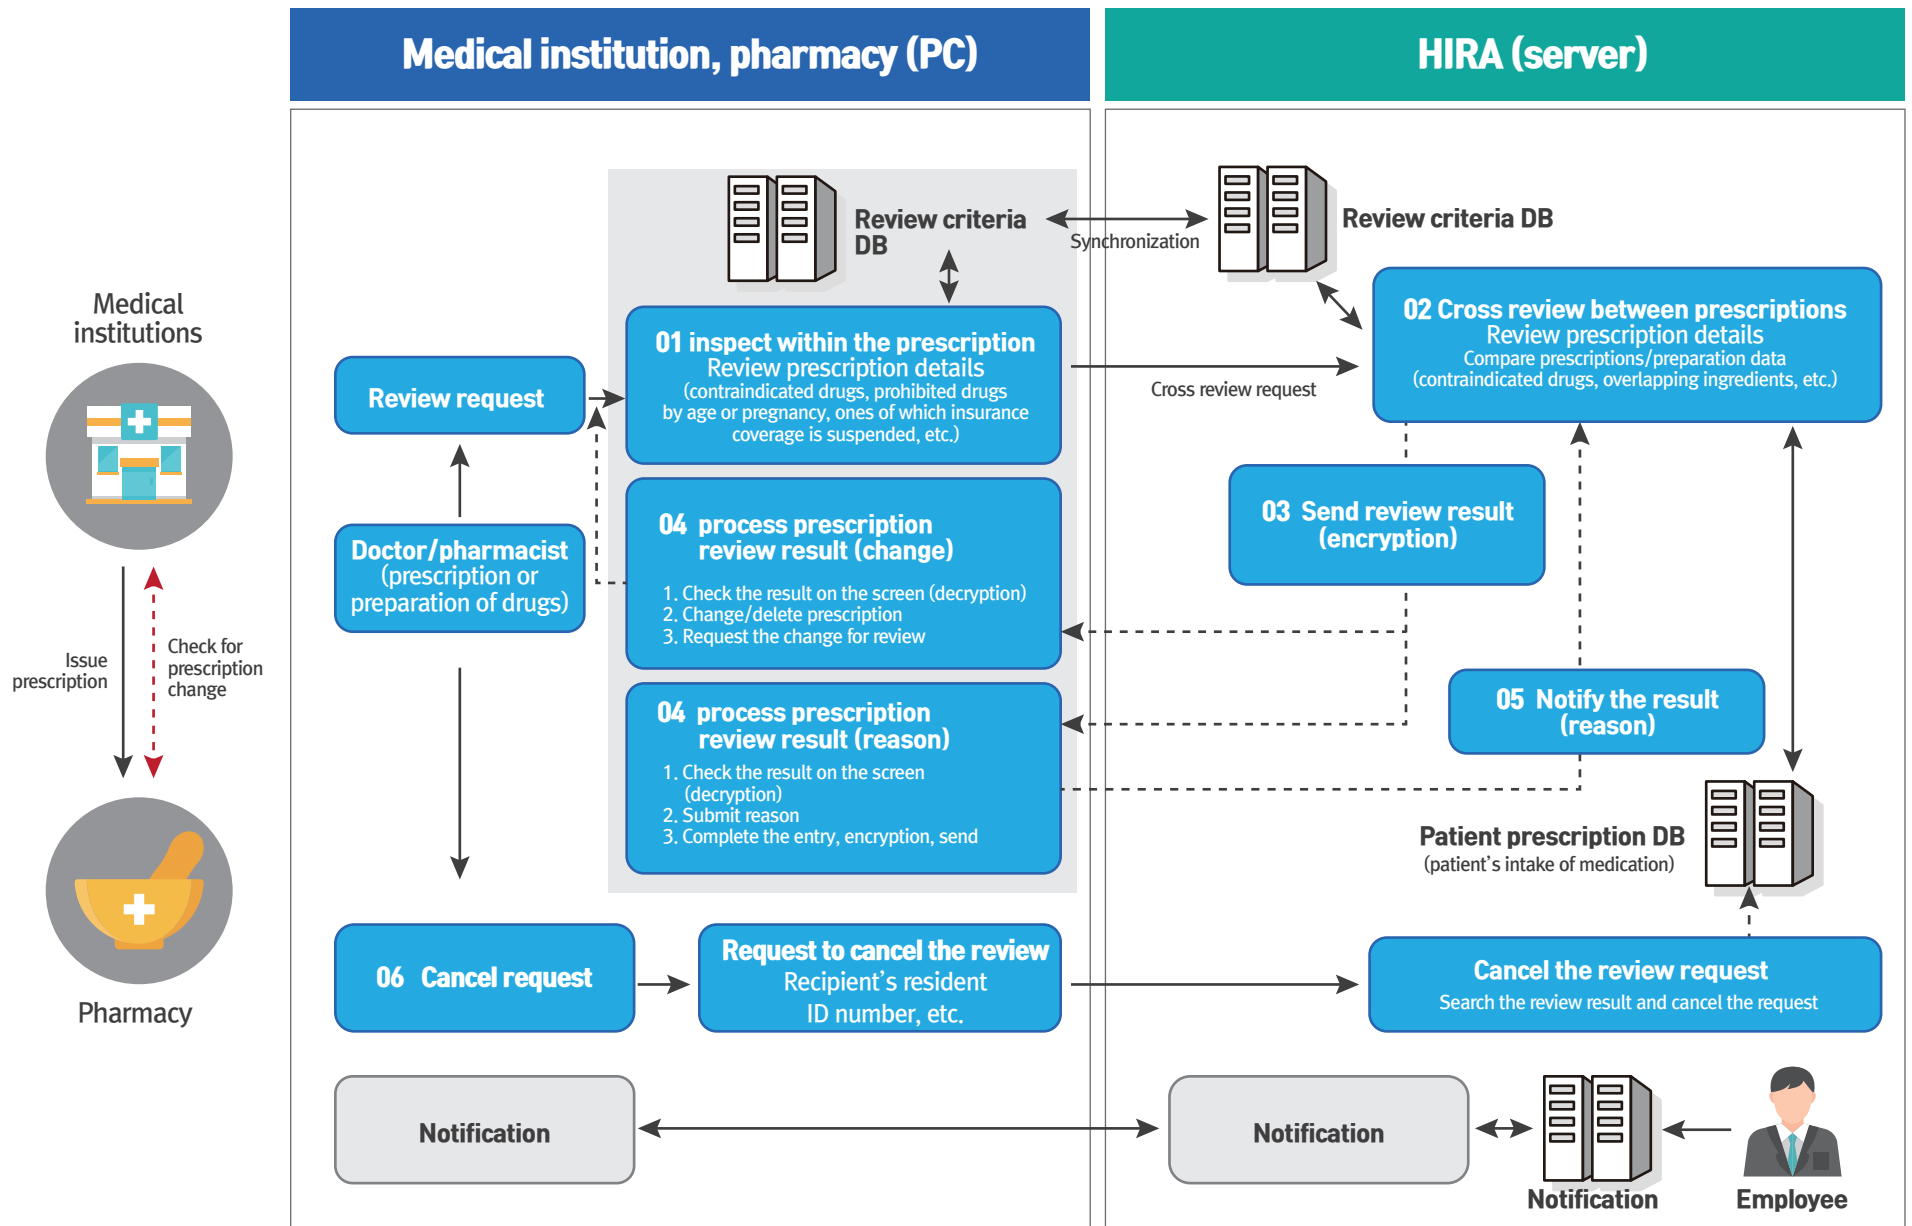 Medical institution, pharmacy (PC)
HIRA (server)
Medical
institutions
Issue
prescription
Check for
prescription
change
Pharmacy
Review criteria
DB
Synchronization
Review criteria DB
Review request
01 inspect within the prescription
Review prescription details
(contraindicated drugs, prohibited drugs
by age or pregnancy, ones of which insurance
coverage is suspended, etc.)
Cross review request
02 Cross review between prescriptions
Review prescription details
Compare prescriptions/preparation data
(contraindicated drugs, overlapping ingredients, etc.)
Doctor/pharmacist
(prescription or
preparation of drugs)
04 process prescription
review result (change)
1. Check the result on the screen (decryption)
2. Change/delete prescription
3. Request the change for review
03 Send review result
(encryption)
04 process prescription
review result (reason)
1. Check the result on the screen
(decryption)
2. Submit reason
3. Complete the entry, encryption, send
05 Notify the result
(reason)
Patient prescription DB
(patient's intake of medication)
06 Cancel request
Request to cancel the review
Recipient's resident
ID number, etc.
Cancel the review request
Search the review result and cancel the request
Notification
Notification
Notification
Employee